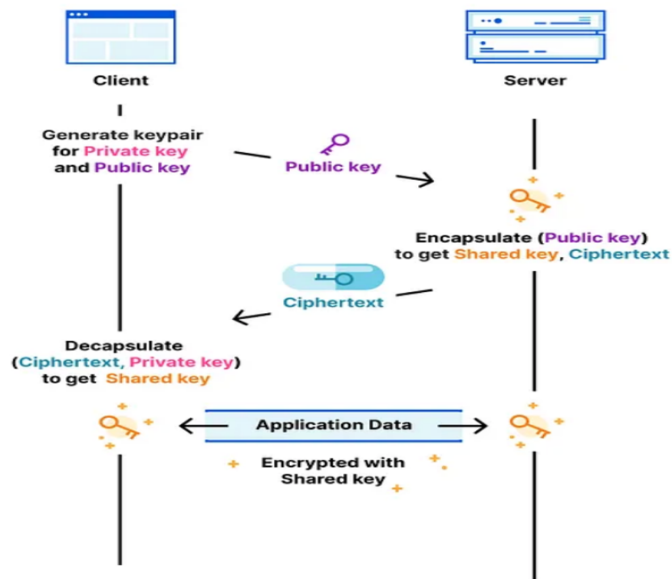 Client
Server
Generate keypair
for Private key
and Public key
Public key
Encapsulate (Public key)
to get Shared key, Ciphertext
Ciphertext
Decapsulate
(Ciphertext, Private key)
to get Shared key
Application Data
Encrypted with
Shared key